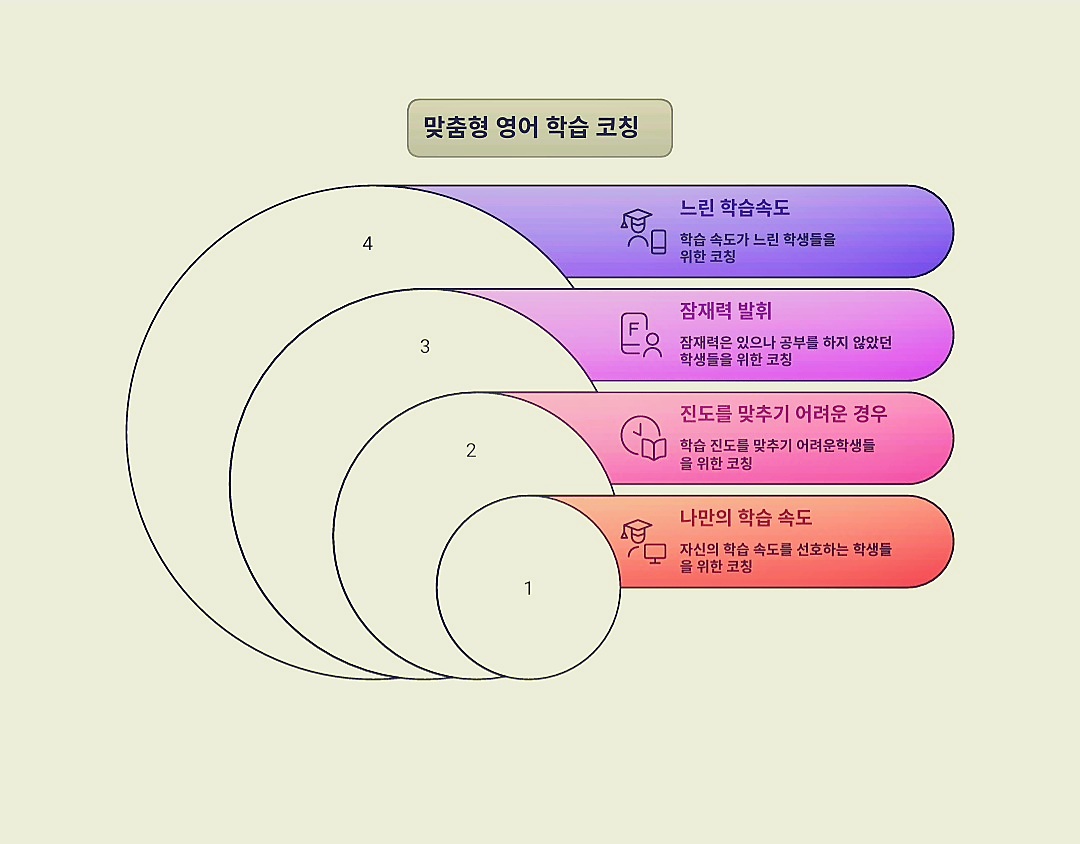 맞춤형 영어 학습 코칭
4
느린 학습속도
학습 속도가 느린 학생들을
위한 코칭
3
F
잠재력 발휘
잠재력은 있으나 공부를 하지 않았던
학생들을 위한 코칭
2
진도를 맞추기 어려운 경우
학습 진도를 맞추기 어려운학생들
을 위한 코칭
1
나만의 학습 속도
자신의 학습 속도를 선호하는 학생들
을 위한 코칭